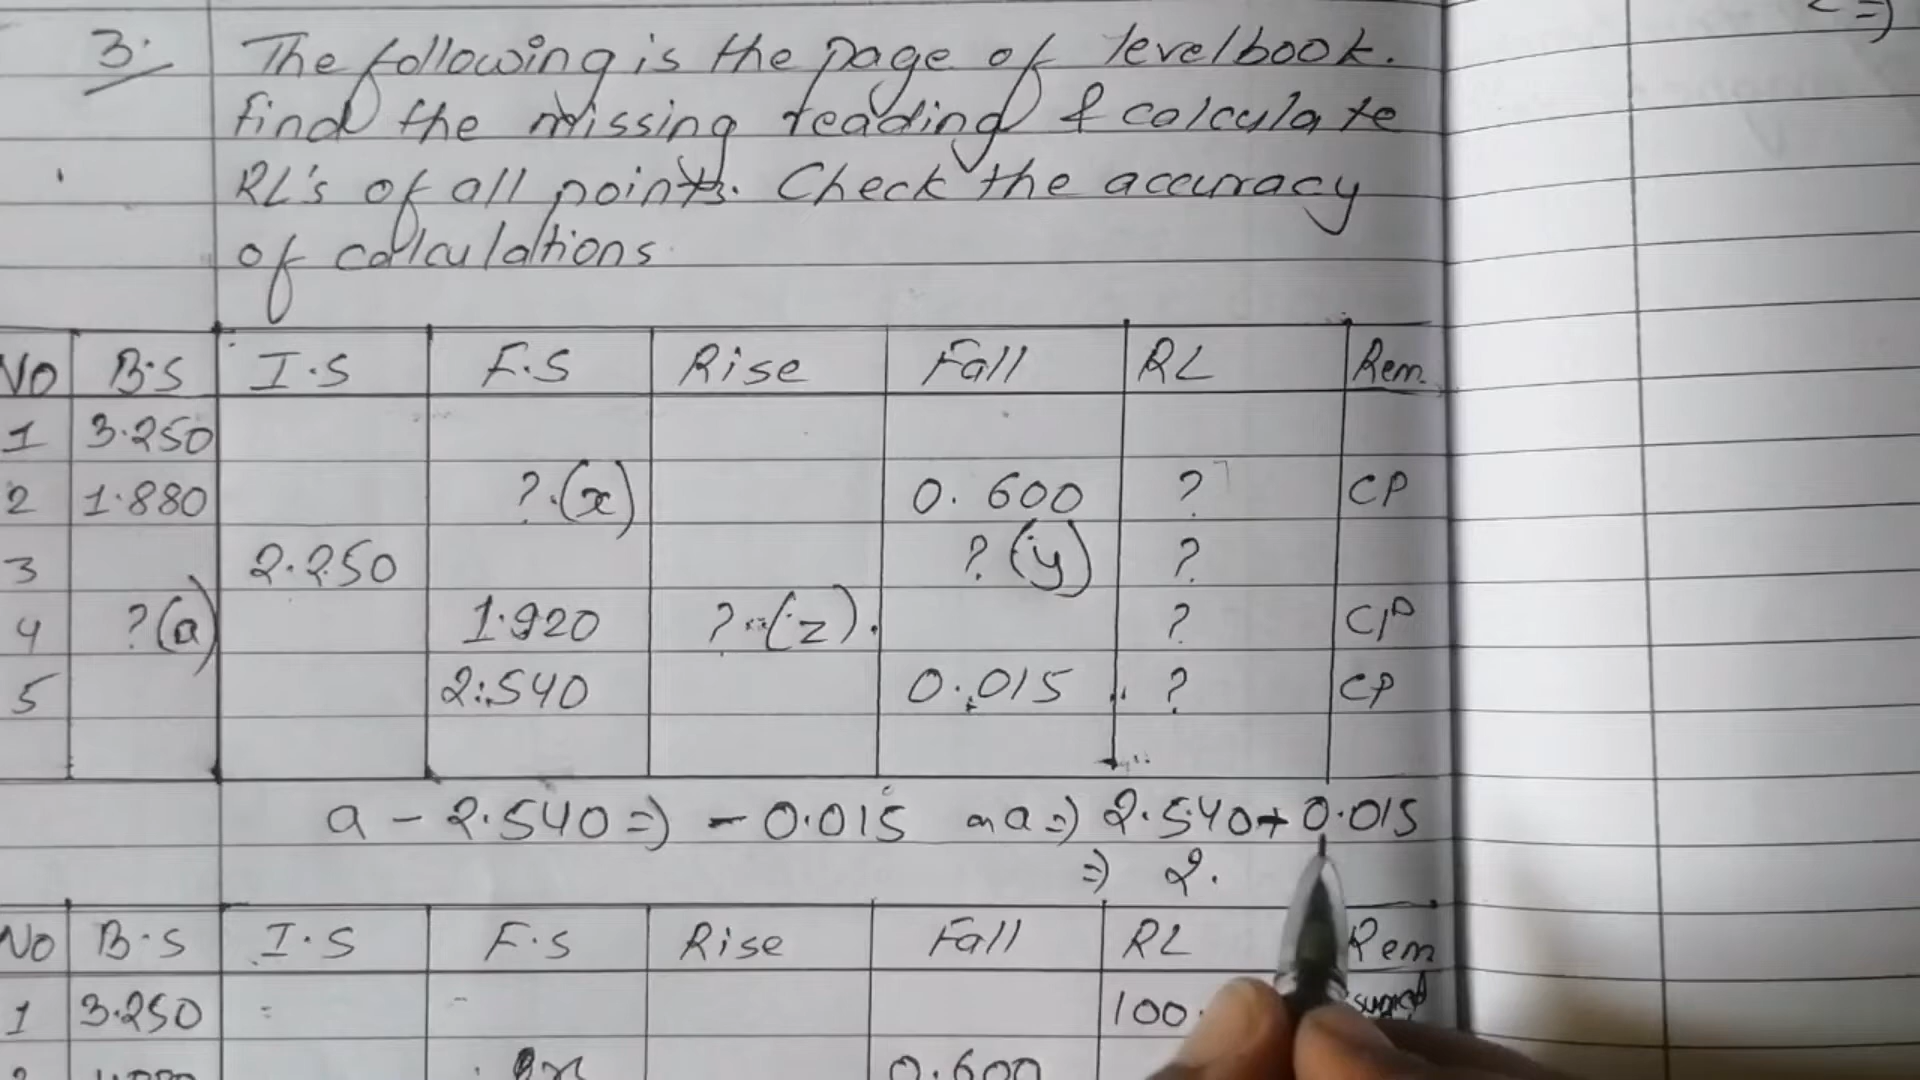 3. The following is the page of levelbook.
find the missing reading & calculate
RL's of all points. Check the accuracy
of calculations.
No B.S I.S F.S Rise Fall RL Rem.
1 3.250
2 1.880 ?.(x) 0.600 ? CP
3 2.250 ? (y) ?
4 ?(a) 1.920 ? (z). ? CP
5 2.540 0.015 ? CP
a - 2.540 => - 0.015 a => 2.540 + 0.015
=> 2.
No B.S I.S F.S Rise Fall RL Rem
1 3.250 100.
0.600